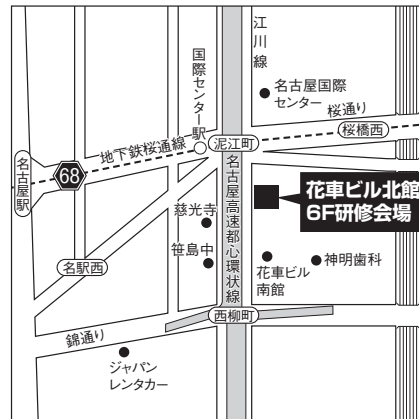 江川線
国際センター駅
名古屋国際
センター
桜通り
桜橋西
泥江町
地下鉄桜通線
名古屋駅
68
名古屋高速都心環状線
花車ビル北館
6F研修会場
慈光寺
笹島中
名駅西
花車ビル
南館
神明歯科
西柳町
錦通り
ジャパン
レンタカー